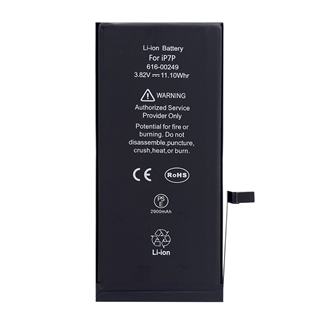 Li-ion Battery
For iP7P
616-00249
3.82V⎓11.10Whr
WARNING
Authorized Service
Provider Only.
Potential for fire or
burning. Do not
disassemble,puncture,
crush,heat,or burn.
CE RoHS
PS
E
2900mAh
Li-ion